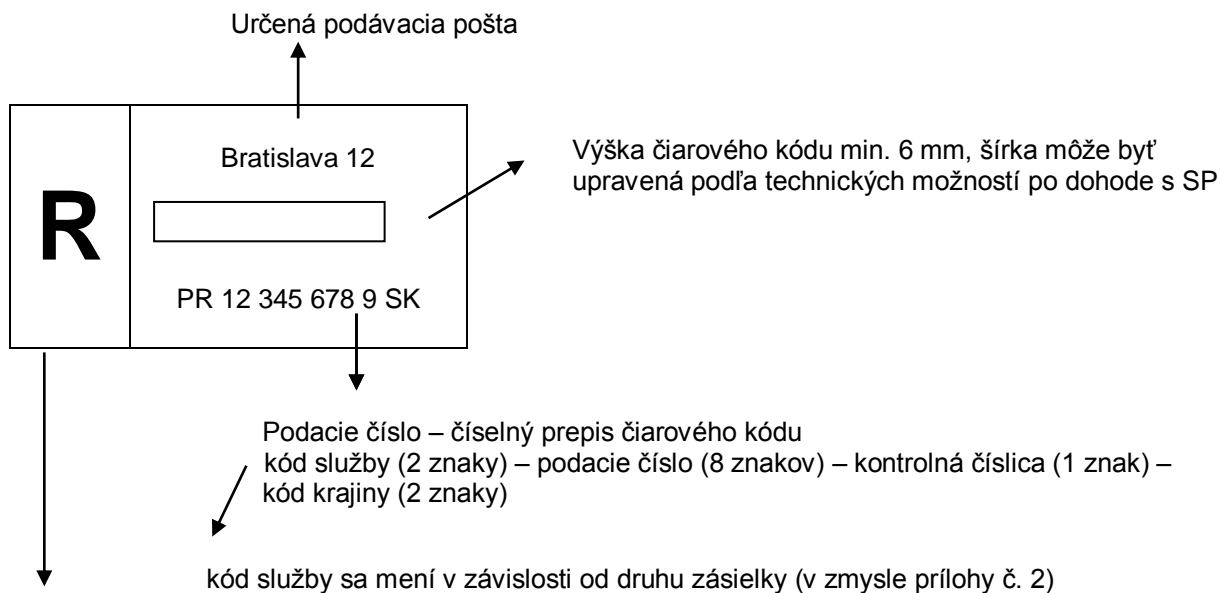 Určená podávacia pošta
Bratislava 12
R
PR 12 345 678 9 SK
Výška čiarového kódu min. 6 mm, šírka môže byť
upravená podľa technických možností po dohode s SP
Podacie číslo – číselný prepis čiarového kódu
kód služby (2 znaky) – podacie číslo (8 znakov) – kontrolná číslica (1 znak) –
kód krajiny (2 znaky)
kód služby sa mení v závislosti od druhu zásielky (v zmysle prílohy č. 2)